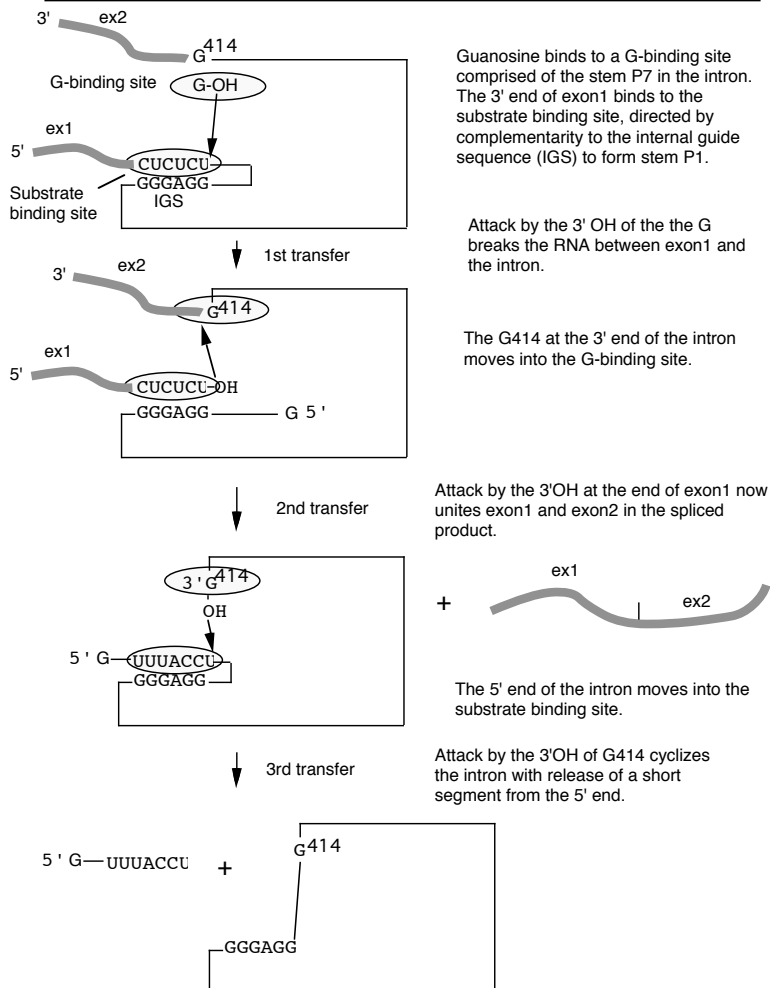 3' ex2
G414
G-binding site
G-OH
Guanosine binds to a G-binding site
comprised of the stem P7 in the intron.
The 3' end of exon1 binds to the
substrate binding site, directed by
complementarity to the internal guide
sequence (IGS) to form stem P1.
ex1
5'
CUCUCU
GGGAGG
IGS
Substrate
binding site
Attack by the 3' OH of the the G
breaks the RNA between exon1 and
the intron.
1st transfer
3' ex2
G414
The G414 at the 3' end of the intron
moves into the G-binding site.
ex1
5'
CUCUCU-OH
GGGAGG G 5'
Attack by the 3'OH at the end of exon1 now
unites exon1 and exon2 in the spliced
product.
2nd transfer
3'G414
OH
+
ex1
ex2
5' G UUUACCU
GGGAGG
The 5' end of the intron moves into the
substrate binding site.
3rd transfer
Attack by the 3'OH of G414 cyclizes
the intron with release of a short
segment from the 5' end.
G414
5' G UUUACCU +
GGGAGG